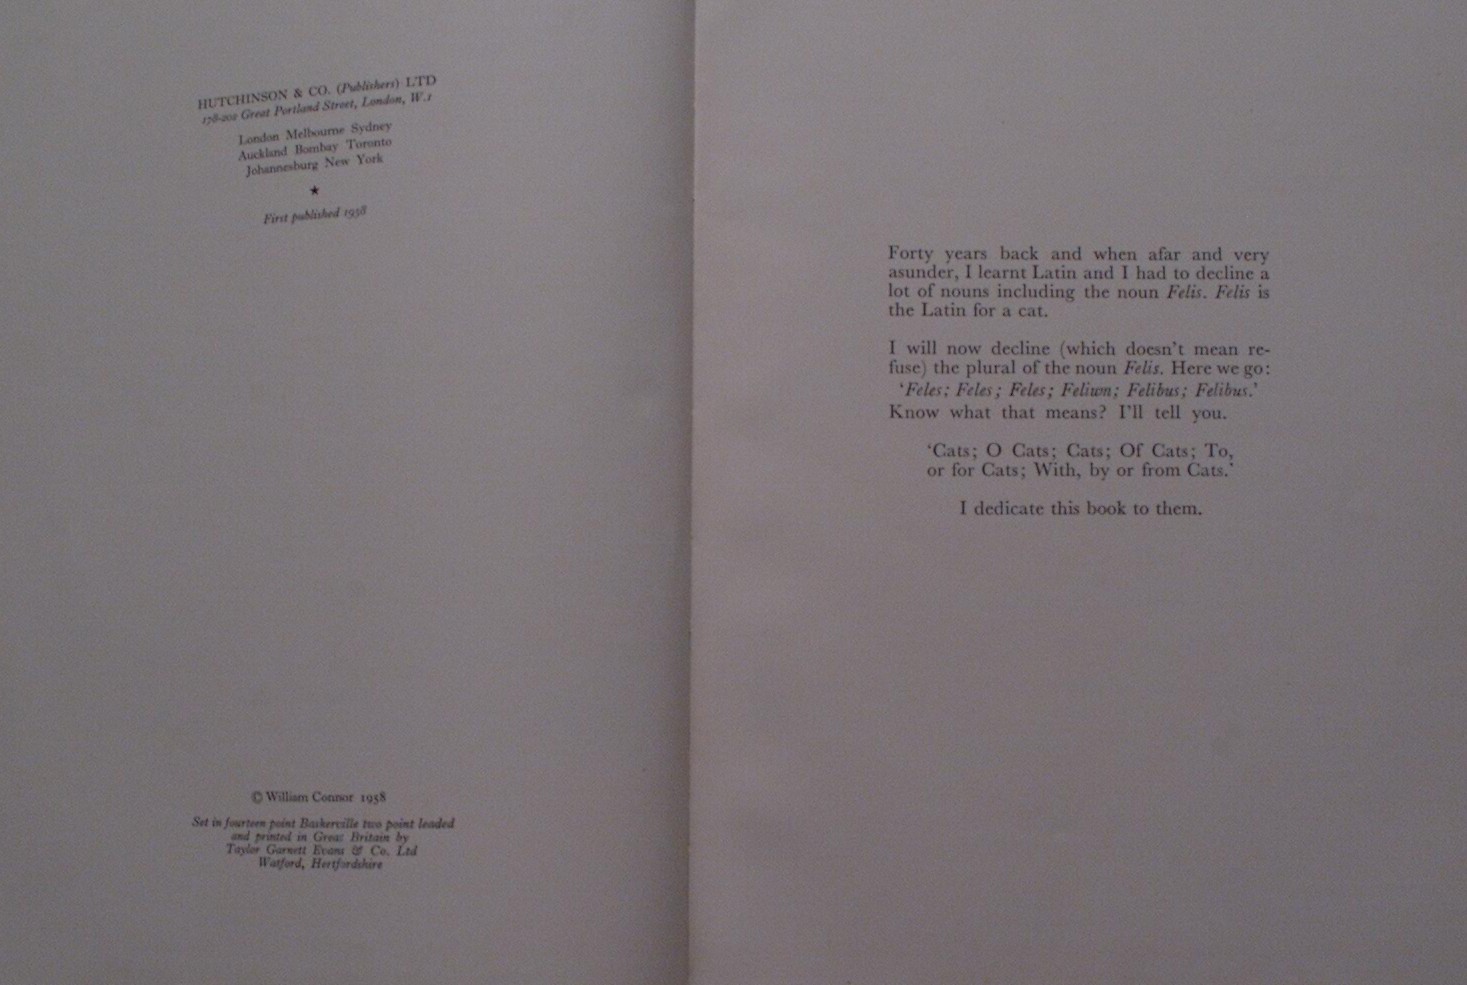 HUTCHINSON & CO. (Publishers) LTD
178-202 Great Portland Street, London, W.1
London Melbourne Sydney
Auckland Bombay Toronto
Johannesburg New York
★
First published 1958
© William Connor 1958
Set in fourteen point Baskerville two point leaded
and printed in Great Britain by
Taylor Garnett Evans & Co. Ltd
Watford, Hertfordshire
Forty years back and when afar and very
asunder, I learnt Latin and I had to decline a
lot of nouns including the noun Felis. Felis is
the Latin for a cat.
I will now decline (which doesn't mean re-
fuse) the plural of the noun Felis. Here we go:
'Feles; Feles; Feles; Felium; Felibus; Felibus.'
Know what that means? I'll tell you.
'Cats; O Cats; Cats; Of Cats; To,
or for Cats; With, by or from Cats.'
I dedicate this book to them.